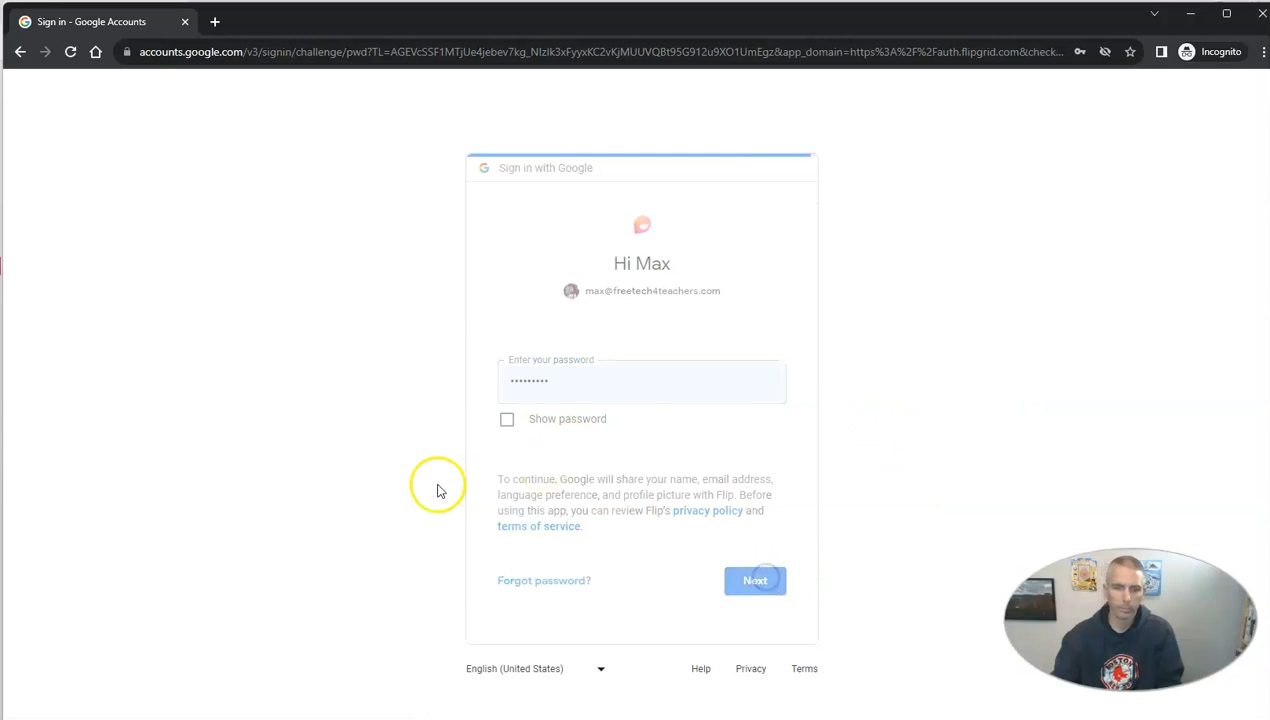 Sign in - Google Accounts
accounts.google.com/v3/signin/challenge/pwd?TL=AGEVcSSF1MTjUe4jebev7kg_NIzIk3xFyyxKC2vKjMUUVQBt95G912u9XO1UmEgz&app_domain=https%3A%2F%2Fauth.flipgrid.com&check...
Incognito
Sign in with Google
Hi Max
max@freetech4teachers.com
Enter your password
•••••••••
Show password
To continue, Google will share your name, email address,
language preference, and profile picture with Flip. Before
using this app, you can review Flip's privacy policy and
terms of service.
Forgot password?
Next
English (United States)
Help
Privacy
Terms
BOSTON